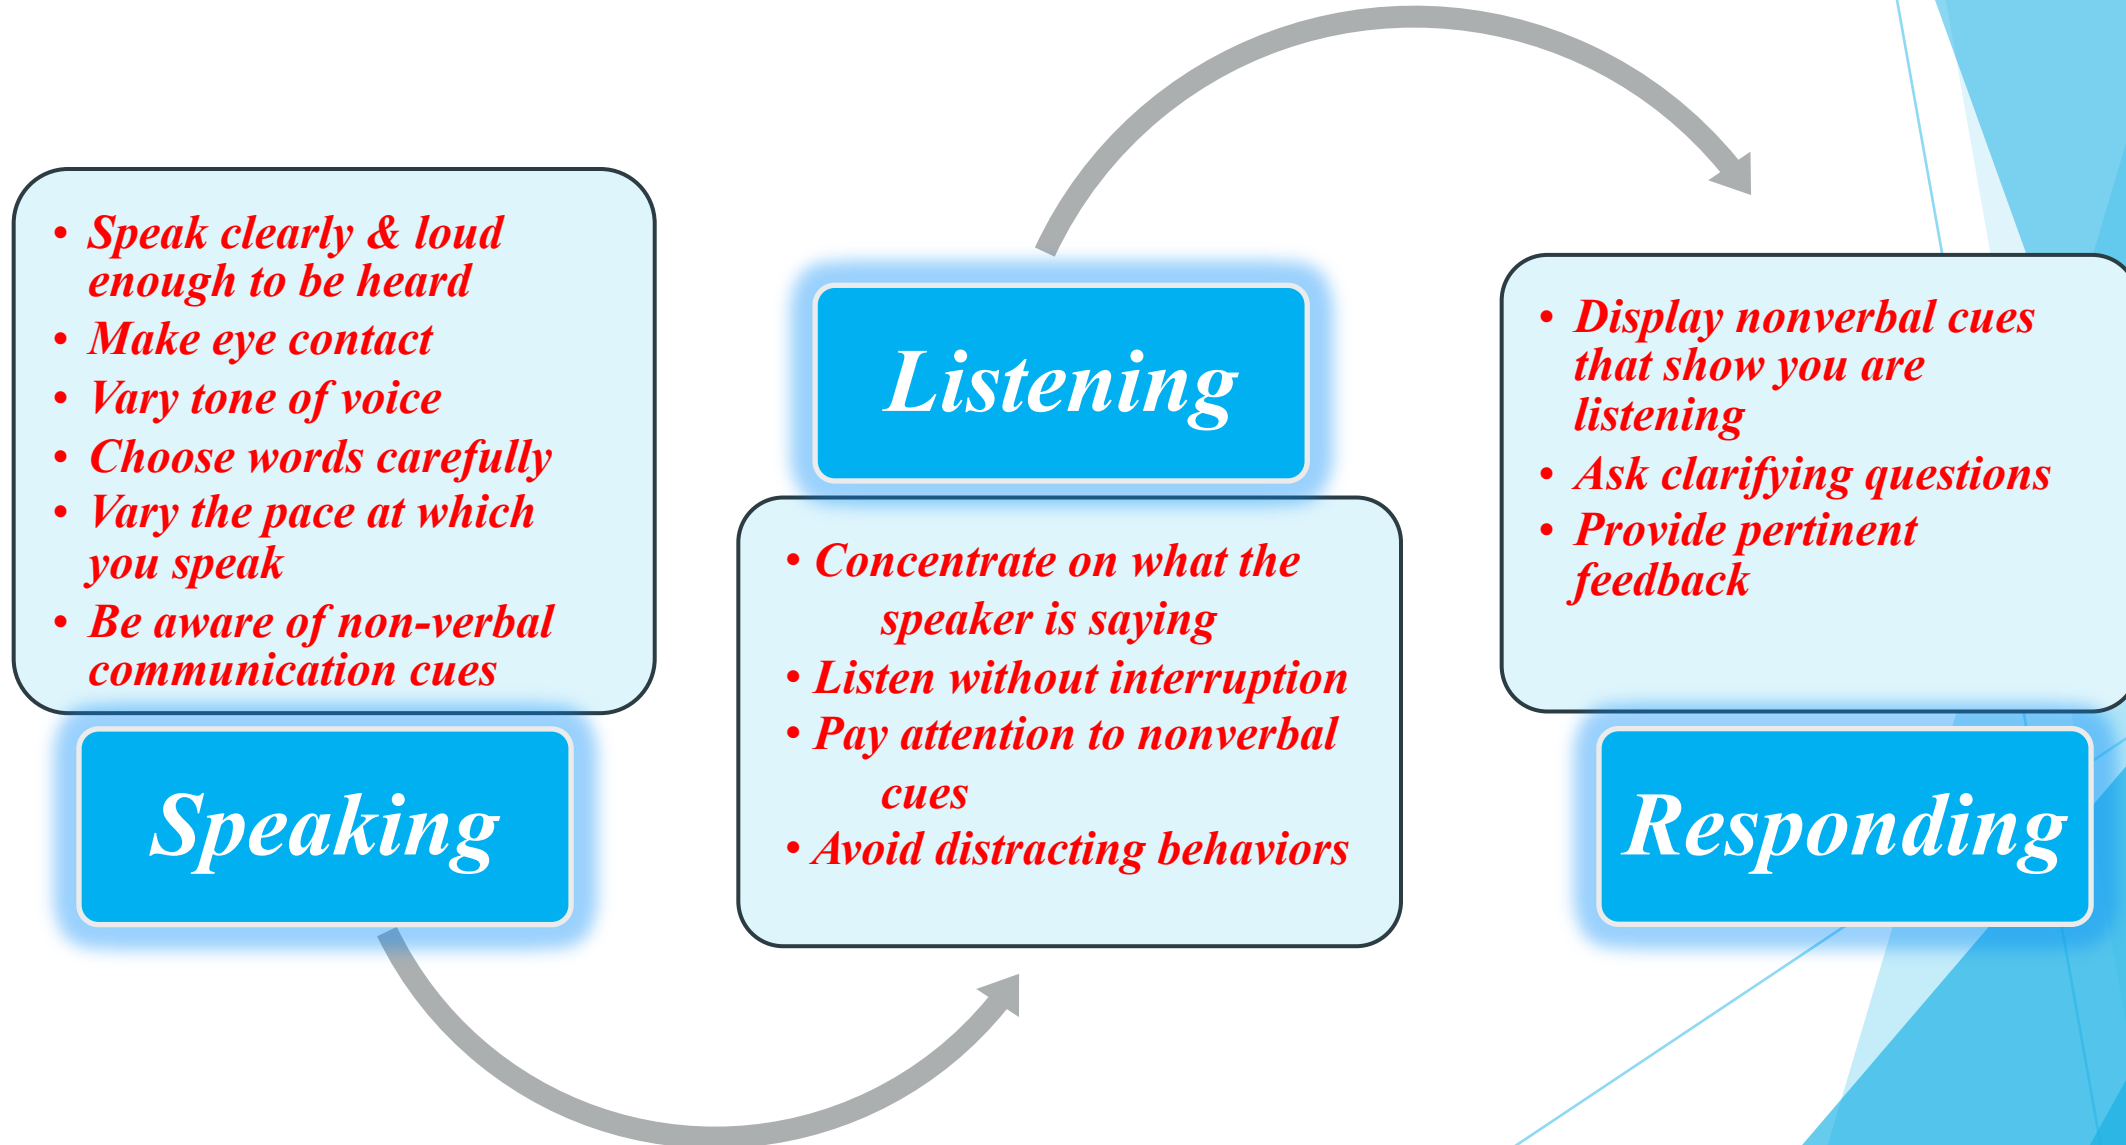 • Speak clearly & loud
enough to be heard
• Make eye contact
• Vary tone of voice
• Choose words carefully
• Vary the pace at which
you speak
• Be aware of non-verbal
communication cues
Speaking
Listening
• Concentrate on what the
speaker is saying
• Listen without interruption
• Pay attention to nonverbal
cues
• Avoid distracting behaviors
• Display nonverbal cues
that show you are
listening
• Ask clarifying questions
• Provide pertinent
feedback
Responding